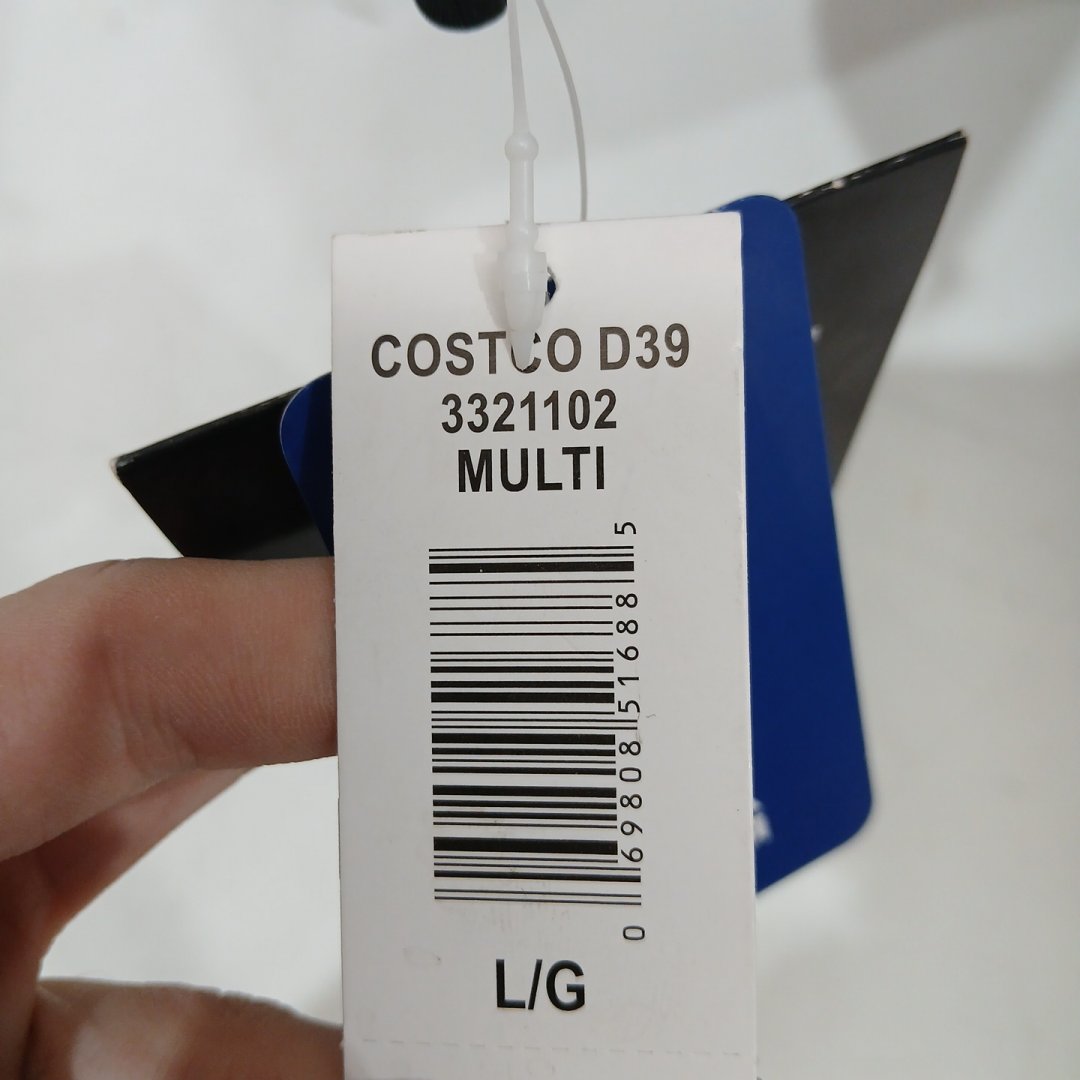 COSTCO D39
3321102
MULTI
0 69808 51688 5
L/G